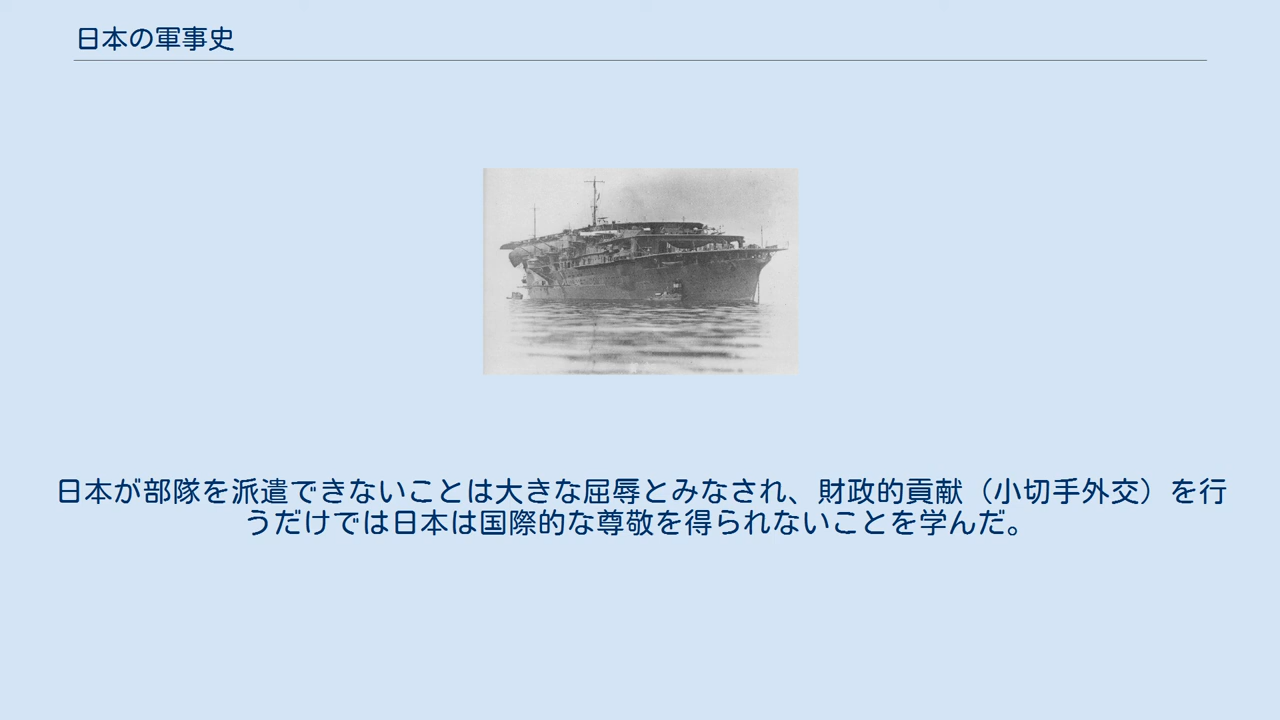 日本の軍事史
日本が部隊を派遣できないことは大きな屈辱とみなされ、財政的貢献（小切手外交）を行
うだけでは日本は国際的な尊敬を得られないことを学んだ。